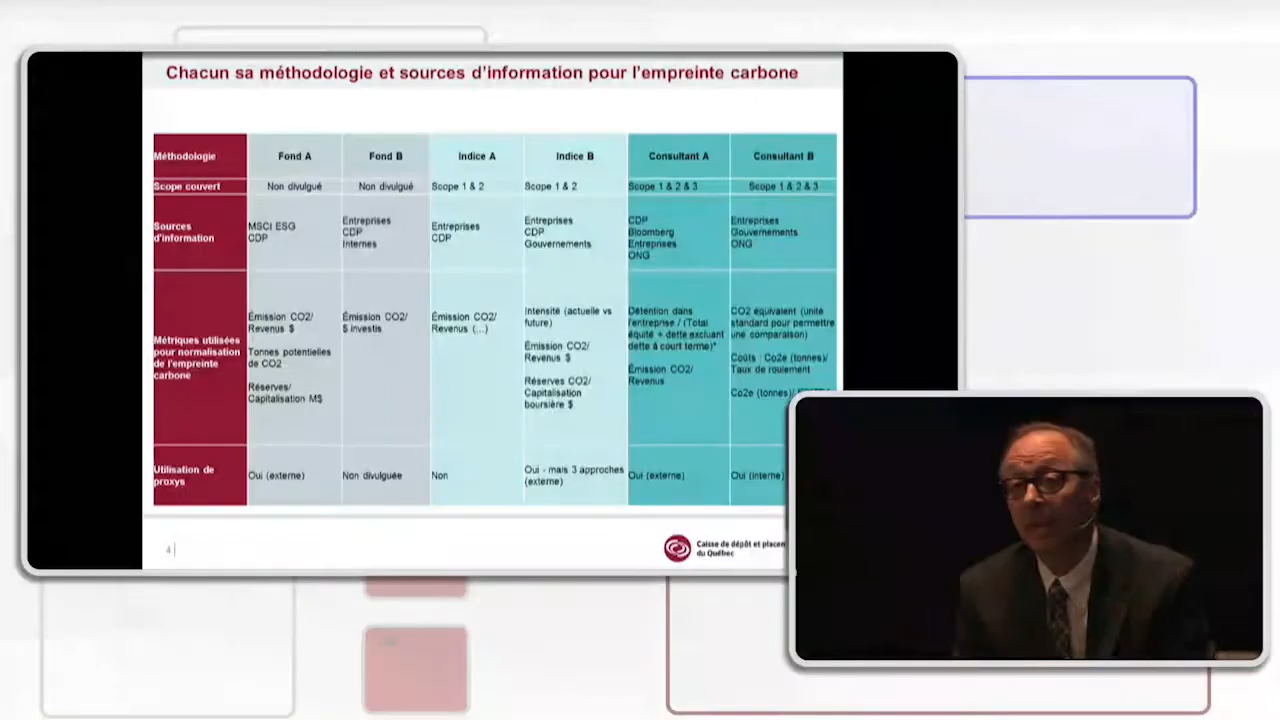 Chacun sa méthodologie et sources d'information pour l'empreinte carbone
Méthodologie
Fond A
Fond B
Indice A
Indice B
Consultant A
Consultant B
Scope couvert
Non divulgué
Non divulgué
Scope 1 & 2
Scope 1 & 2
Scope 1 & 2 & 3
Scope 1 & 2 & 3
Sources
d'information
MSCI ESG
CDP
Entreprises
CDP
Internes
Entreprises
CDP
Entreprises
CDP
Gouvernements
CDP
Bloomberg
Entreprises
ONG
Entreprises
Gouvernements
ONG
Métriques utilisées
pour normalisation
de l'empreinte
carbone
Émission CO2/
Revenus $
Tonnes potentielles
de CO2
Réserves/
Capitalisation M$
Émission CO2/
$ investis
Émission CO2/
Revenus (...)
Intensité (actuelle vs
future)
Émission CO2/
Revenus $
Réserves CO2/
Capitalisation
boursière $
Détention dans
l'entreprise / (Total
équité + dette excluant
dette à court terme)*
Émission CO2/
Revenus
CO2 équivalent (unité
standard pour permettre
une comparaison)
Coûts : Co2e (tonnes)/
Taux de roulement
Co2e (tonnes)/
Utilisation de
proxys
Oui (externe)
Non divulguée
Non
Oui - mais 3 approches
(externe)
Oui (externe)
Oui (interne)
4
Caisse de dépôt et placem
du Québec